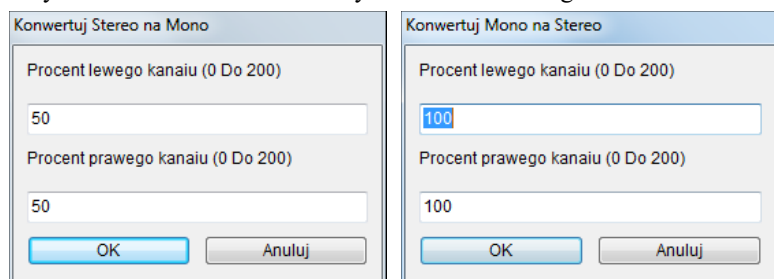 Konwertuj Stereo na Mono
Procent lewego kanaiu (0 Do 200)
50
Procent prawego kanaiu (0 Do 200)
50
OK Anuluj
Konwertuj Mono na Stereo
Procent lewego kanaiu (0 Do 200)
100
Procent prawego kanaiu (0 Do 200)
100
OK Anuluj